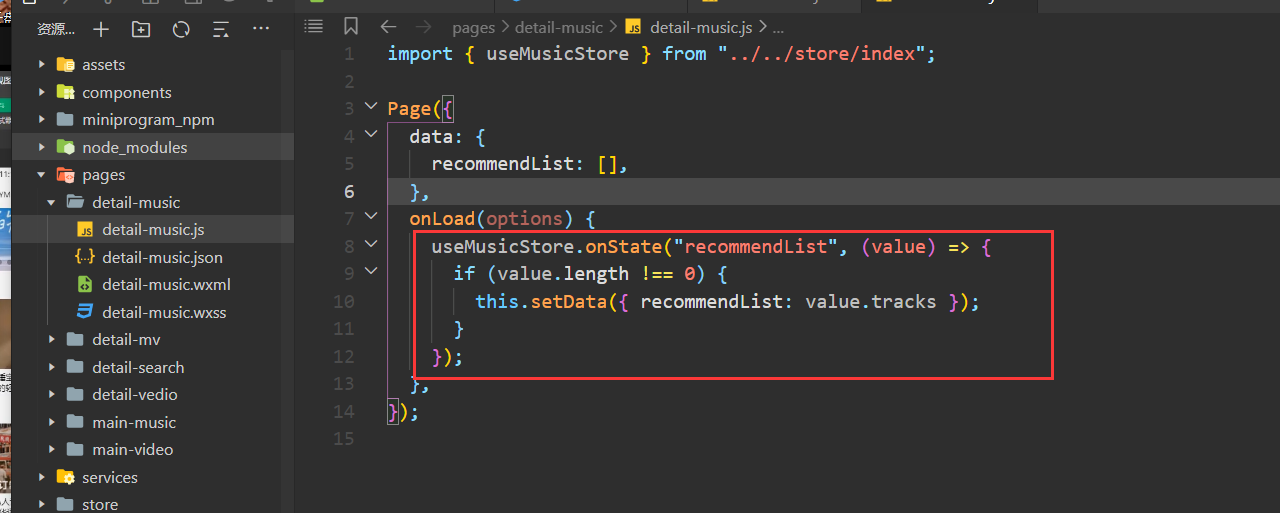 资源...
assets
components
miniprogram_npm
node_modules
pages
detail-music
JS detail-music.js
{..} detail-music.json
detail-music.wxml
detail-music.wxss
detail-mv
detail-search
detail-vedio
main-music
main-video
services
store
pages > detail-music > JS detail-music.js > ...
1 import { useMusicStore } from "../../store/index";
2
3 Page({
4 data: {
5 recommendList: [],
6 },
7 onLoad(options) {
8 useMusicStore.onState("recommendList", (value) => {
9 if (value.length !== 0) {
10 this.setData({ recommendList: value.tracks });
11 }
12 });
13 },
14 });
15